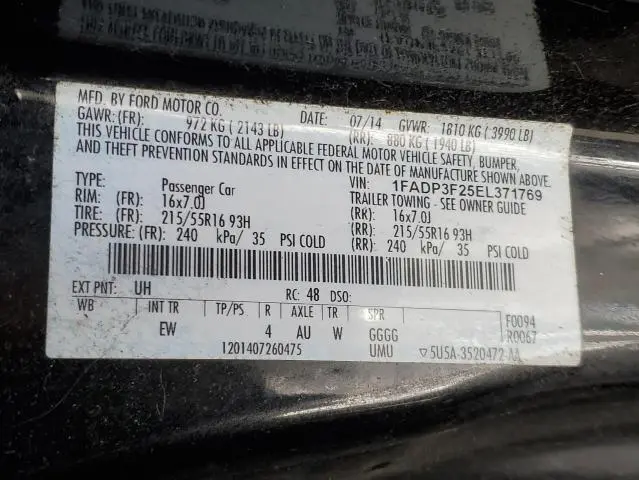 MFD. BY FORD MOTOR CO. DATE: 07/14 GVWR: 1810 KG ( 3990 LB)
GAWR: (FR): 972 KG ( 2143 LB) (RR): 880 KG ( 1940 LB)
THIS VEHICLE CONFORMS TO ALL APPLICABLE FEDERAL MOTOR VEHICLE SAFETY, BUMPER,
AND THEFT PREVENTION STANDARDS IN EFFECT ON THE DATE OF MANUFACTURE SHOWN ABOVE.
TYPE: Passenger Car VIN: 1FADP3F25EL371769
TRAILER TOWING - SEE OWNER GUIDE
RIM: (FR): 16x7.0J (RR): 16x7.0J
TIRE: (FR): 215/55R16 93H (RR): 215/55R16 93H
PRESSURE: (FR): 240 kPa/ 35 PSI COLD (RR): 240 kPa/ 35 PSI COLD
EXT PNT: UH RC: 48 DSO:
WB INT TR TP/PS R AXLE TR SPR F0094
EW 4 AU W GGGG R0067
1201407260475 UMU ▽5U5A-3520472-AA